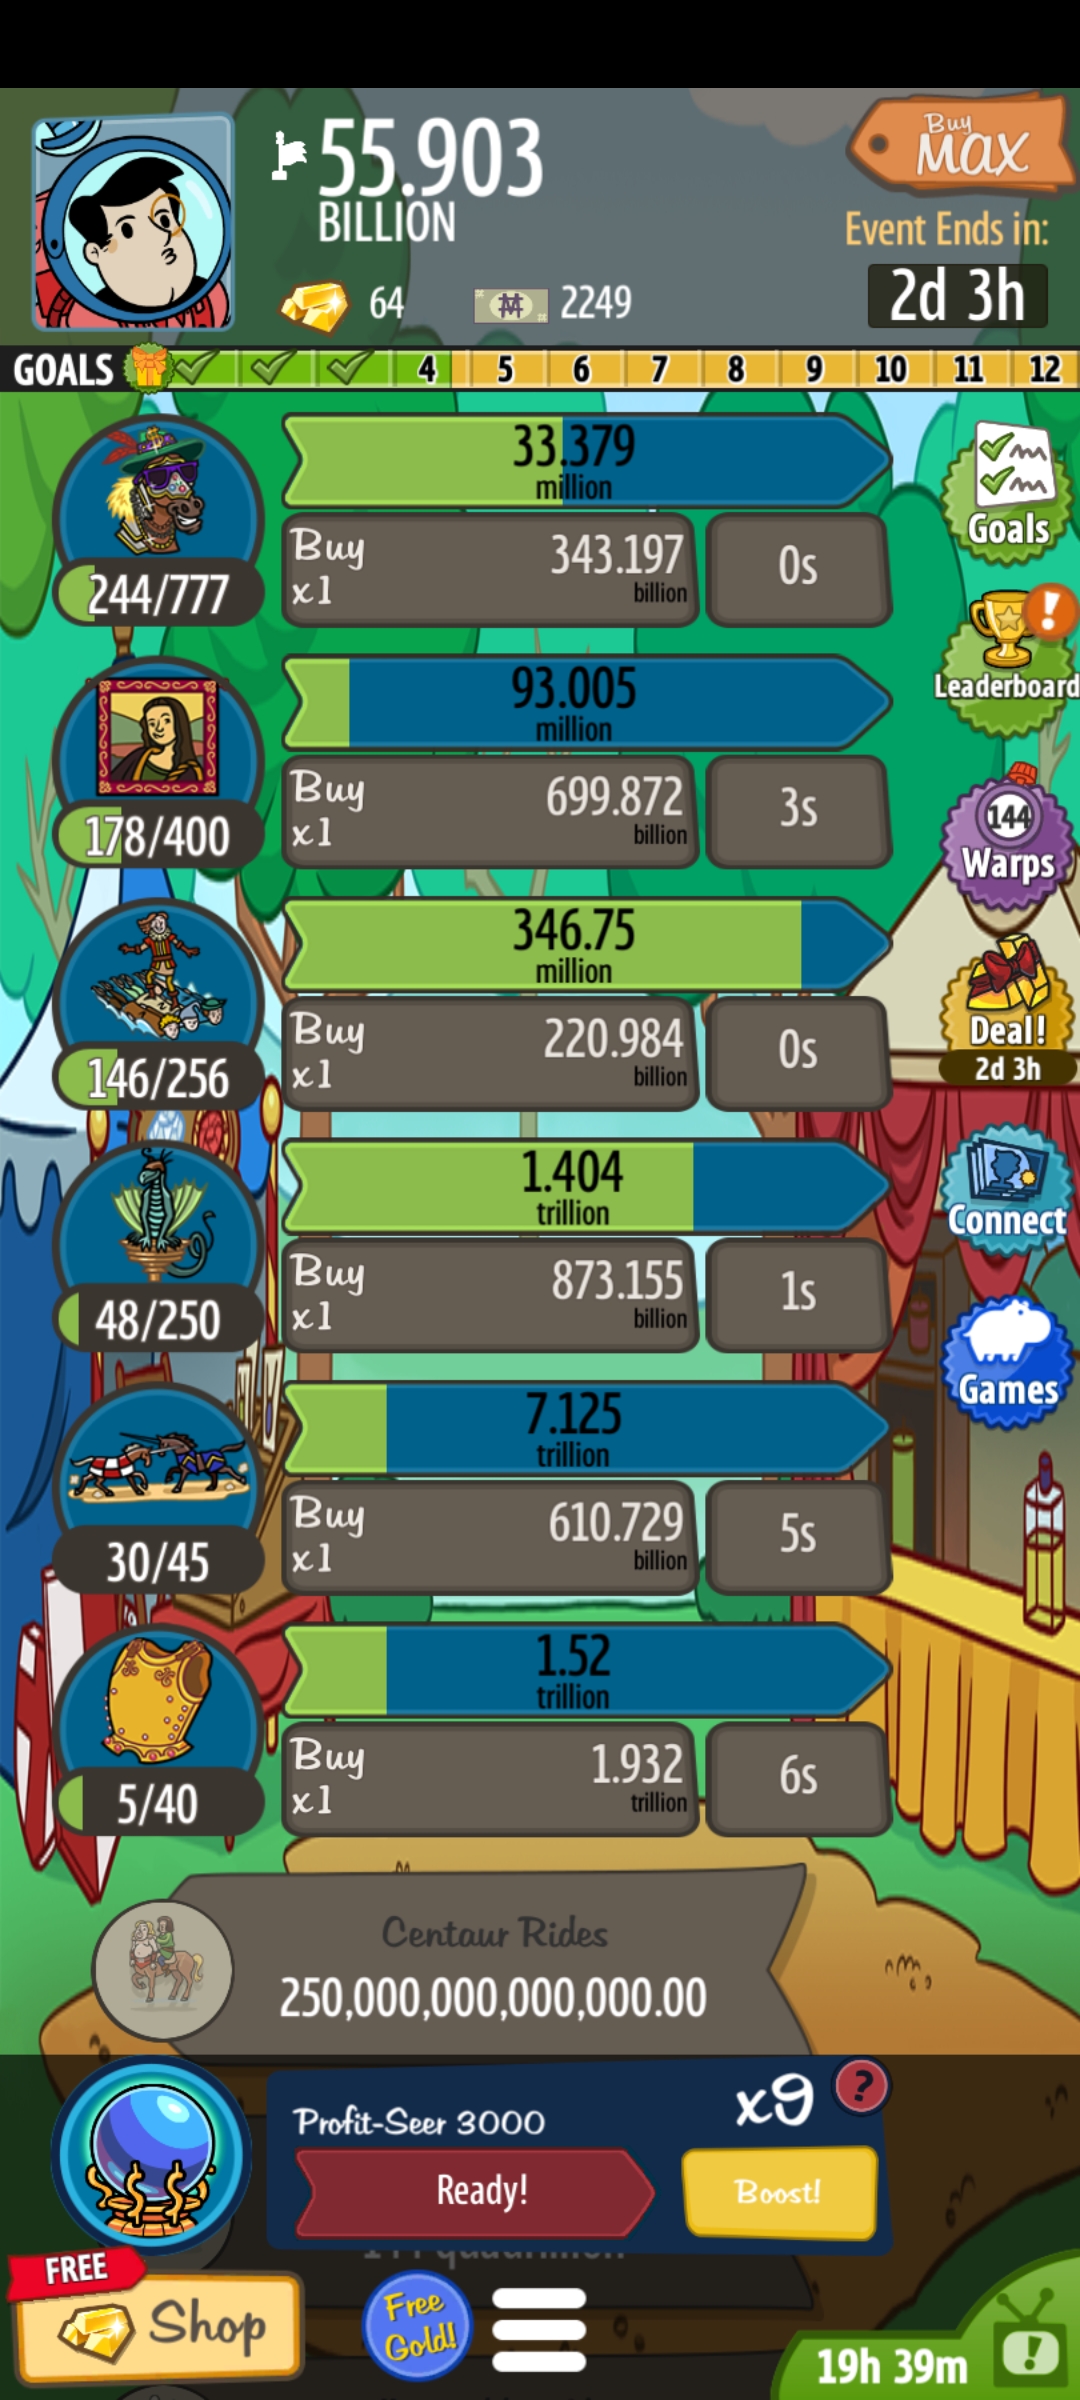 55.903
BILLION
Buy
MAX
Event Ends in:
2d 3h
64
2249
GOALS 4 5 6 7 8 9 10 11 12
33.379
million
Buy
x1
343.197
billion
0s
244/777
Goals
Leaderboard
93.005
million
Buy
x1
699.872
billion
3s
178/400
144
Warps
346.75
million
Buy
x1
220.984
billion
0s
146/256
Deal!
2d 3h
1.404
trillion
Buy
x1
873.155
billion
1s
48/250
Connect
Games
7.125
trillion
Buy
x1
610.729
billion
5s
30/45
1.52
trillion
Buy
x1
1.932
trillion
6s
5/40
Centaur Rides
250,000,000,000,000.00
Profit-Seer 3000
x9
?
Ready!
Boost!
FREE
Shop
Free
Gold!
19h 39m